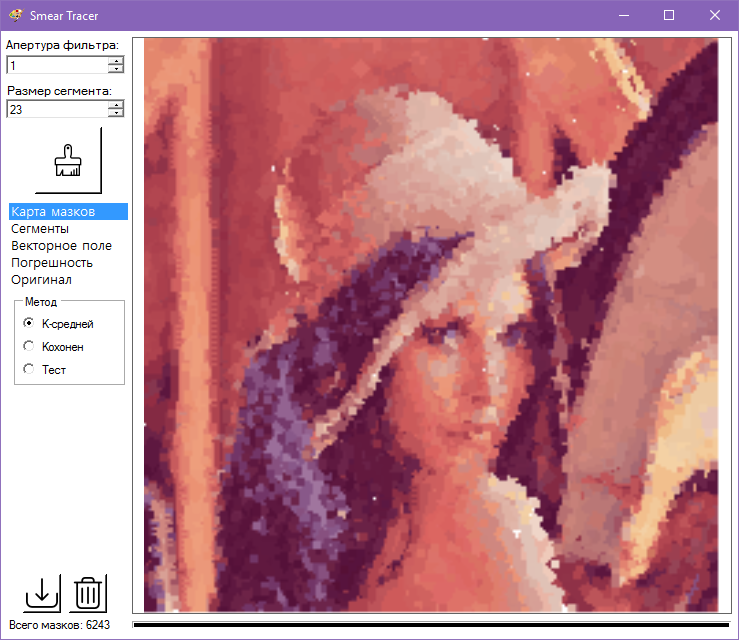 Smear Tracer
Апертура фильтра:
1
Размер сегмента:
23
Карта мазков
Сегменты
Векторное поле
Погрешность
Оригинал
Метод
К-средней
Кохонен
Тест
Всего мазков: 6243